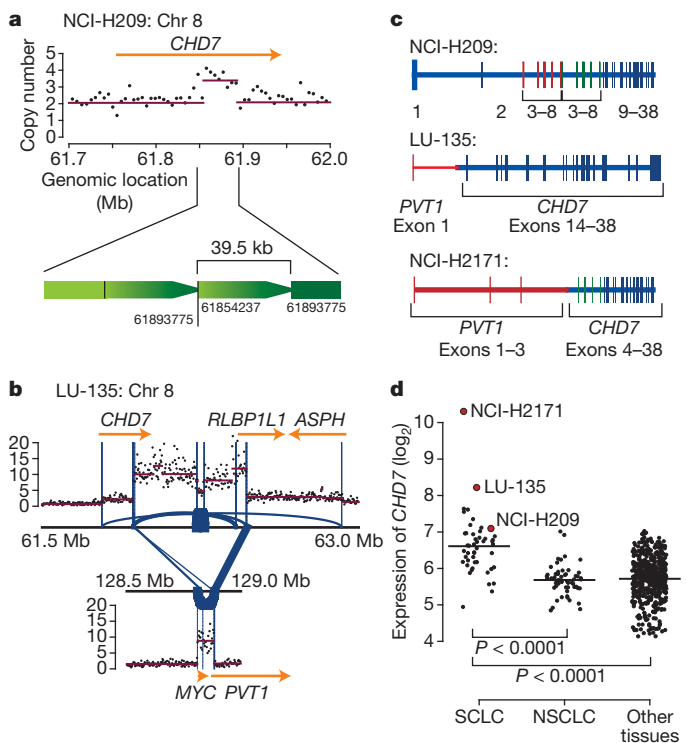 a NCI-H209: Chr 8
CHD7
Copy number
5
4
3
2
1
0
61.7 61.8 61.9 62.0
Genomic location
(Mb)
39.5 kb
61893775 61854237 61893775
b LU-135: Chr 8
CHD7 RLBP1L1 ASPH
20
15
10
5
0
61.5 Mb 63.0 Mb
128.5 Mb 129.0 Mb
20
15
10
5
0
MYC PVT1
c
NCI-H209:
1 2 3–8 3–8 9–38
LU-135:
PVT1 CHD7
Exon 1 Exons 14–38
NCI-H2171:
PVT1 CHD7
Exons 1–3 Exons 4–38
d
Expression of CHD7 (log2)
10
9
8
7
6
5
4
NCI-H2171
LU-135
NCI-H209
P < 0.0001
P < 0.0001
SCLC NSCLC Other
tissues